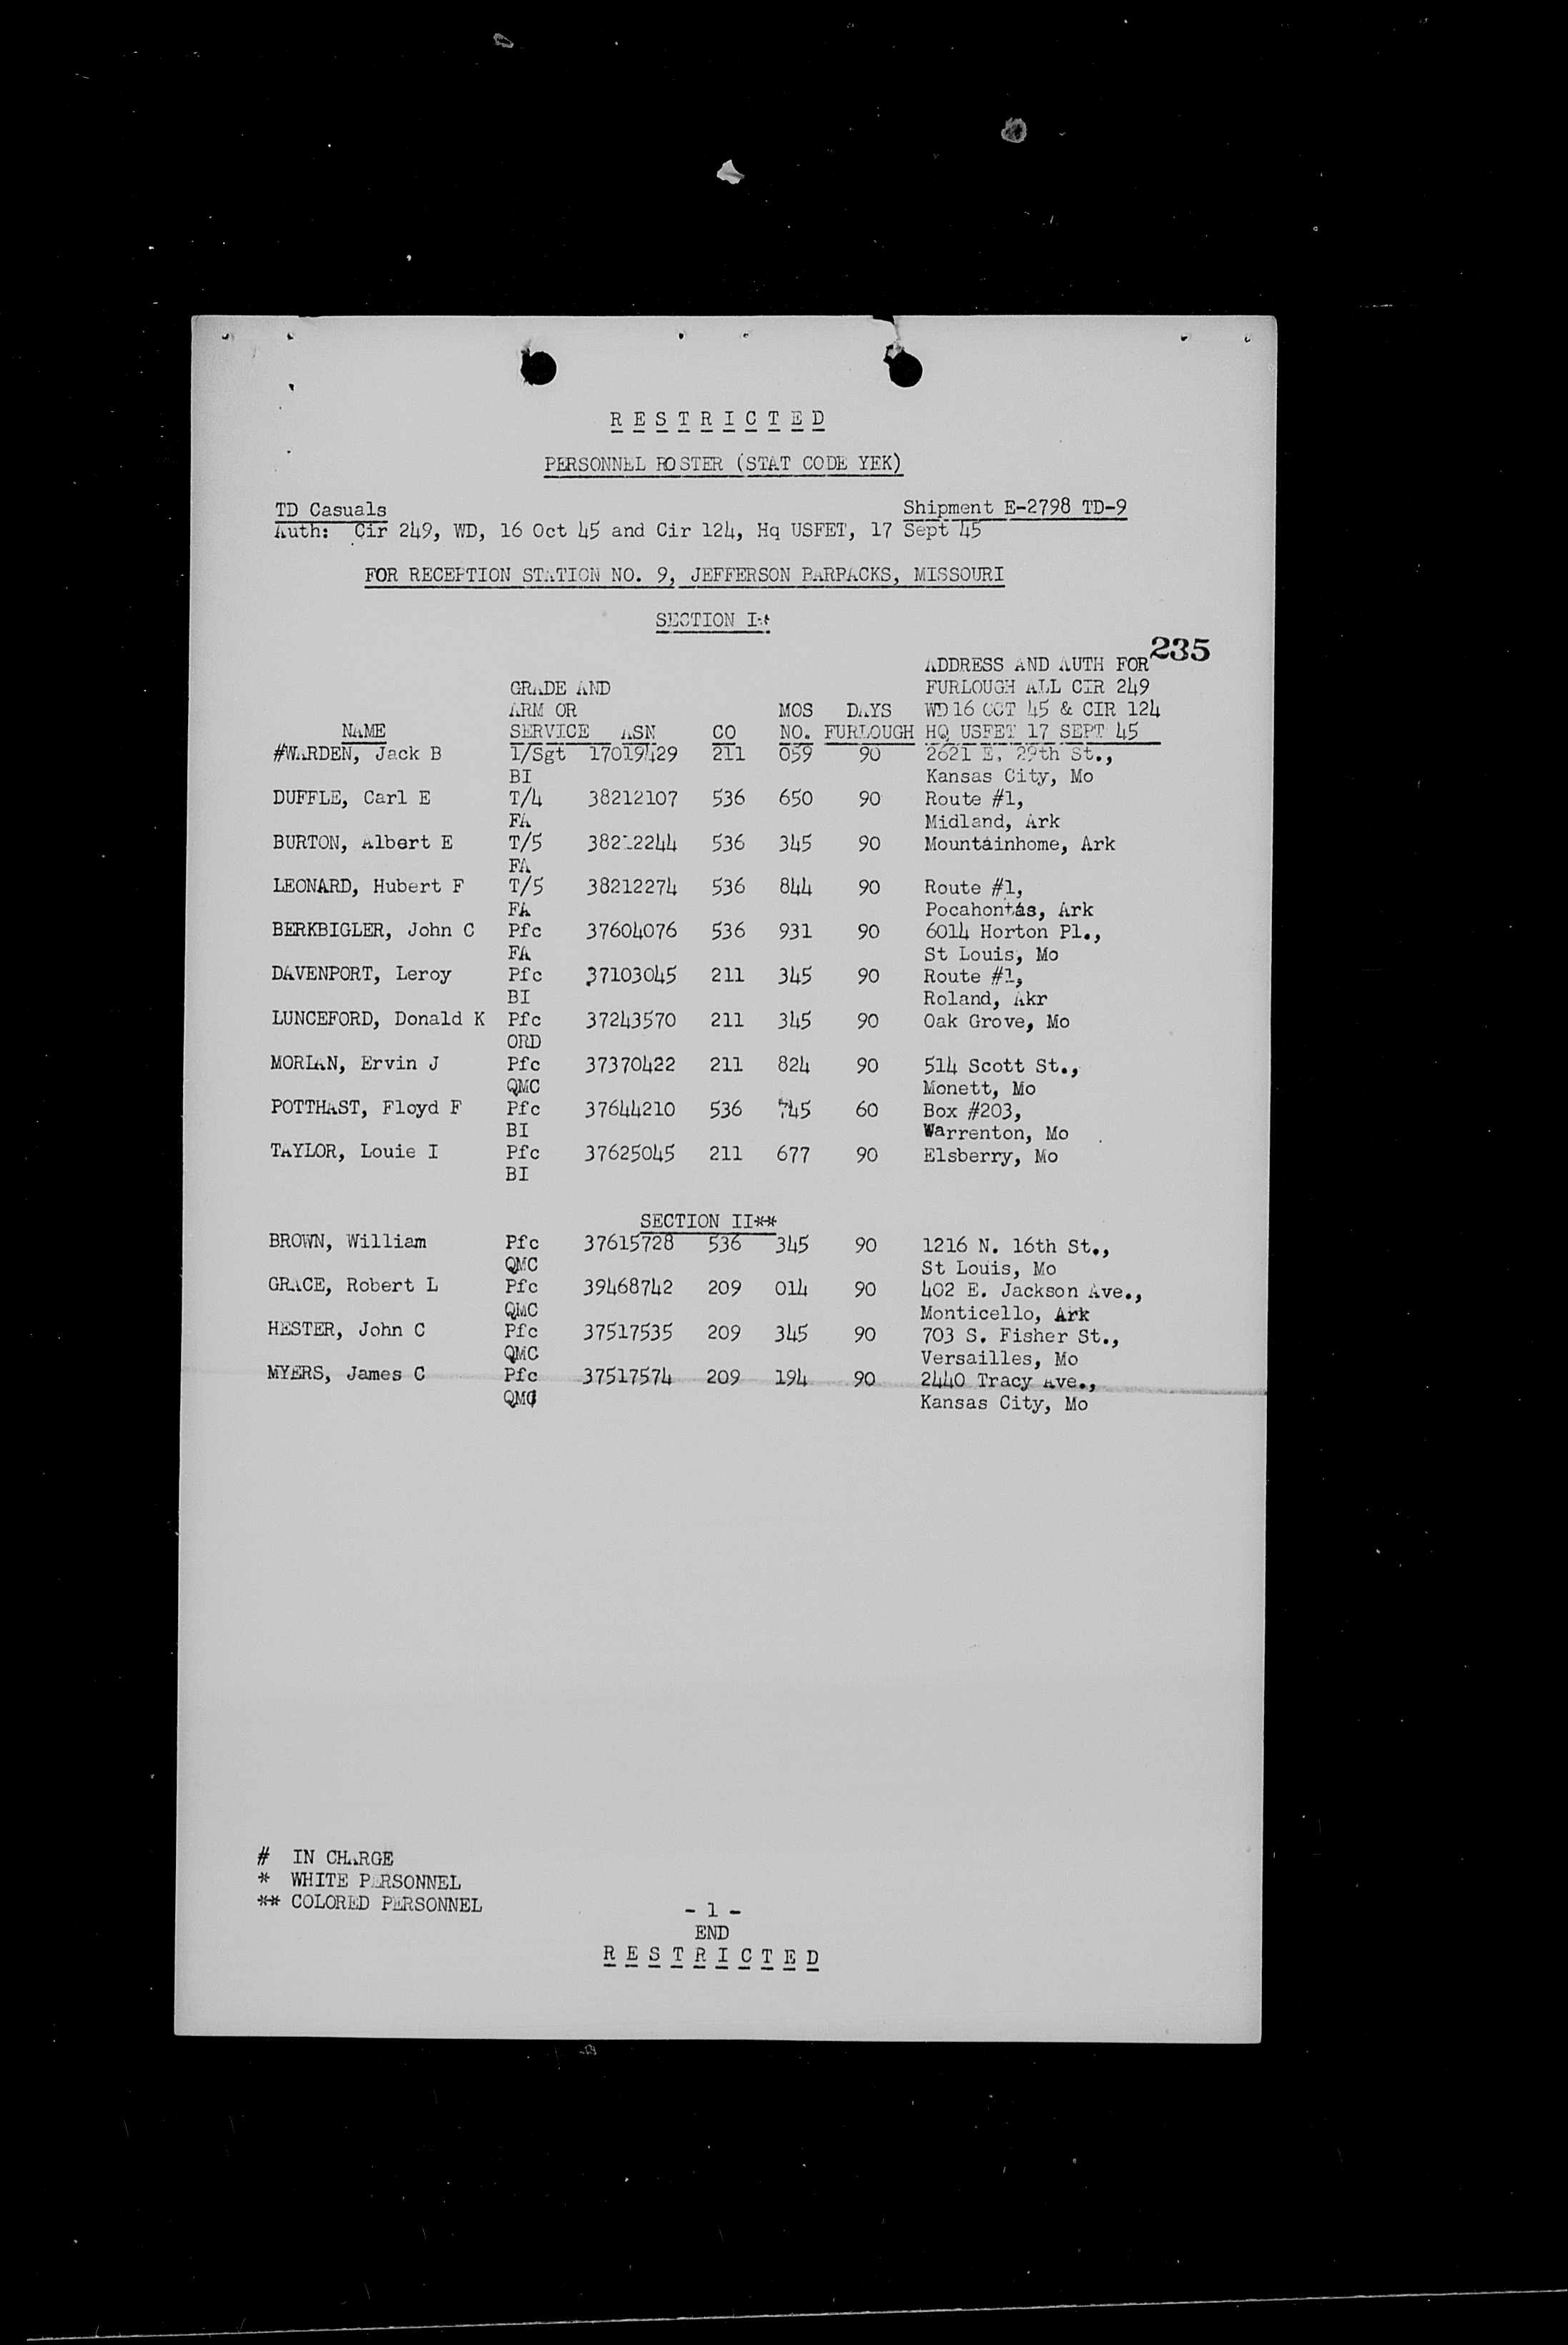 R E S T R I C T E D
PERSONNEL ROSTER (STAT CODE YEK)
TD Casuals Shipment E-2798 TD-9
Auth: Cir 249, WD, 16 Oct 45 and Cir 124, Hq USFET, 17 Sept 45
FOR RECEPTION STATION NO. 9, JEFFERSON PARPACKS, MISSOURI
SECTION I*
235
ADDRESS AND AUTH FOR
GRADE AND FURLOUGH ALL CIR 249
ARM OR MOS DAYS WD 16 OCT 45 & CIR 124
NAME SERVICE ASN CO NO. FURLOUGH HQ USFET 17 SEPT 45
#WARDEN, Jack B 1/Sgt 17019429 211 059 90 2621 E. 29th St.,
BI Kansas City, Mo
DUFFLE, Carl E T/4 38212107 536 650 90 Route #1,
FA Midland, Ark
BURTON, Albert E T/5 38212244 536 345 90 Mountainhome, Ark
FA
LEONARD, Hubert F T/5 38212274 536 844 90 Route #1,
FA Pocahontas, Ark
BERKBIGLER, John C Pfc 37604076 536 931 90 6014 Horton Pl.,
FA St Louis, Mo
DAVENPORT, Leroy Pfc 37103045 211 345 90 Route #1,
BI Roland, Akr
LUNCEFORD, Donald K Pfc 37243570 211 345 90 Oak Grove, Mo
ORD
MORLAN, Ervin J Pfc 37370422 211 824 90 514 Scott St.,
QMC Monett, Mo
POTTHAST, Floyd F Pfc 37644210 536 745 60 Box #203,
BI Warrenton, Mo
TAYLOR, Louie I Pfc 37625045 211 677 90 Elsberry, Mo
BI
SECTION II**
BROWN, William Pfc 37615728 536 345 90 1216 N. 16th St.,
QMC St Louis, Mo
GRACE, Robert L Pfc 39468742 209 014 90 402 E. Jackson Ave.,
QMC Monticello, Ark
HESTER, John C Pfc 37517535 209 345 90 703 S. Fisher St.,
QMC Versailles, Mo
MYERS, James C Pfc 37517574 209 194 90 2440 Tracy Ave.,
QMC Kansas City, Mo
# IN CHARGE
* WHITE PERSONNEL
** COLORED PERSONNEL
- 1 -
END
R E S T R I C T E D